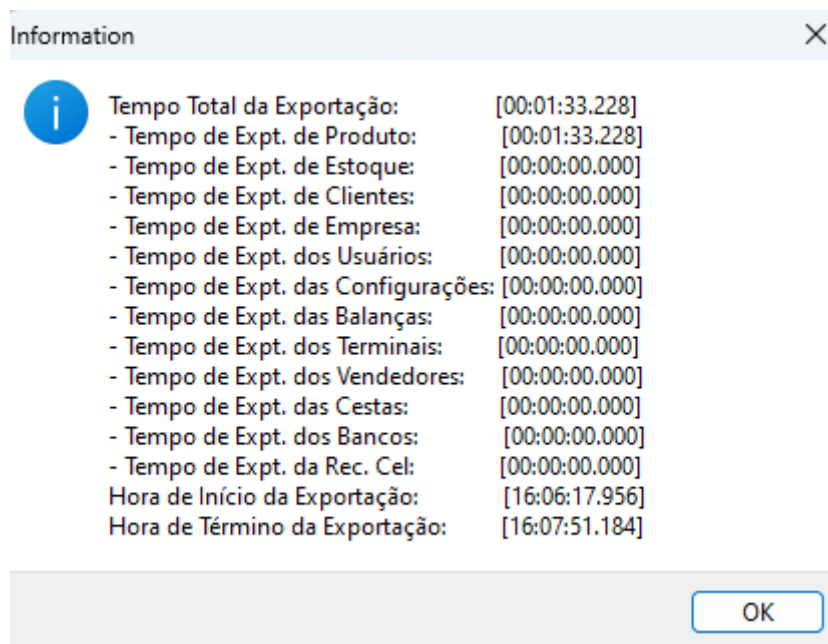 Information
Tempo Total da Exportação: [00:01:33.228]
- Tempo de Expt. de Produto: [00:01:33.228]
- Tempo de Expt. de Estoque: [00:00:00.000]
- Tempo de Expt. de Clientes: [00:00:00.000]
- Tempo de Expt. de Empresa: [00:00:00.000]
- Tempo de Expt. dos Usuários: [00:00:00.000]
- Tempo de Expt. das Configurações: [00:00:00.000]
- Tempo de Expt. das Balanças: [00:00:00.000]
- Tempo de Expt. dos Terminais: [00:00:00.000]
- Tempo de Expt. dos Vendedores: [00:00:00.000]
- Tempo de Expt. das Cestas: [00:00:00.000]
- Tempo de Expt. dos Bancos: [00:00:00.000]
- Tempo de Expt. da Rec. Cel: [00:00:00.000]
Hora de Início da Exportação: [16:06:17.956]
Hora de Término da Exportação: [16:07:51.184]
OK